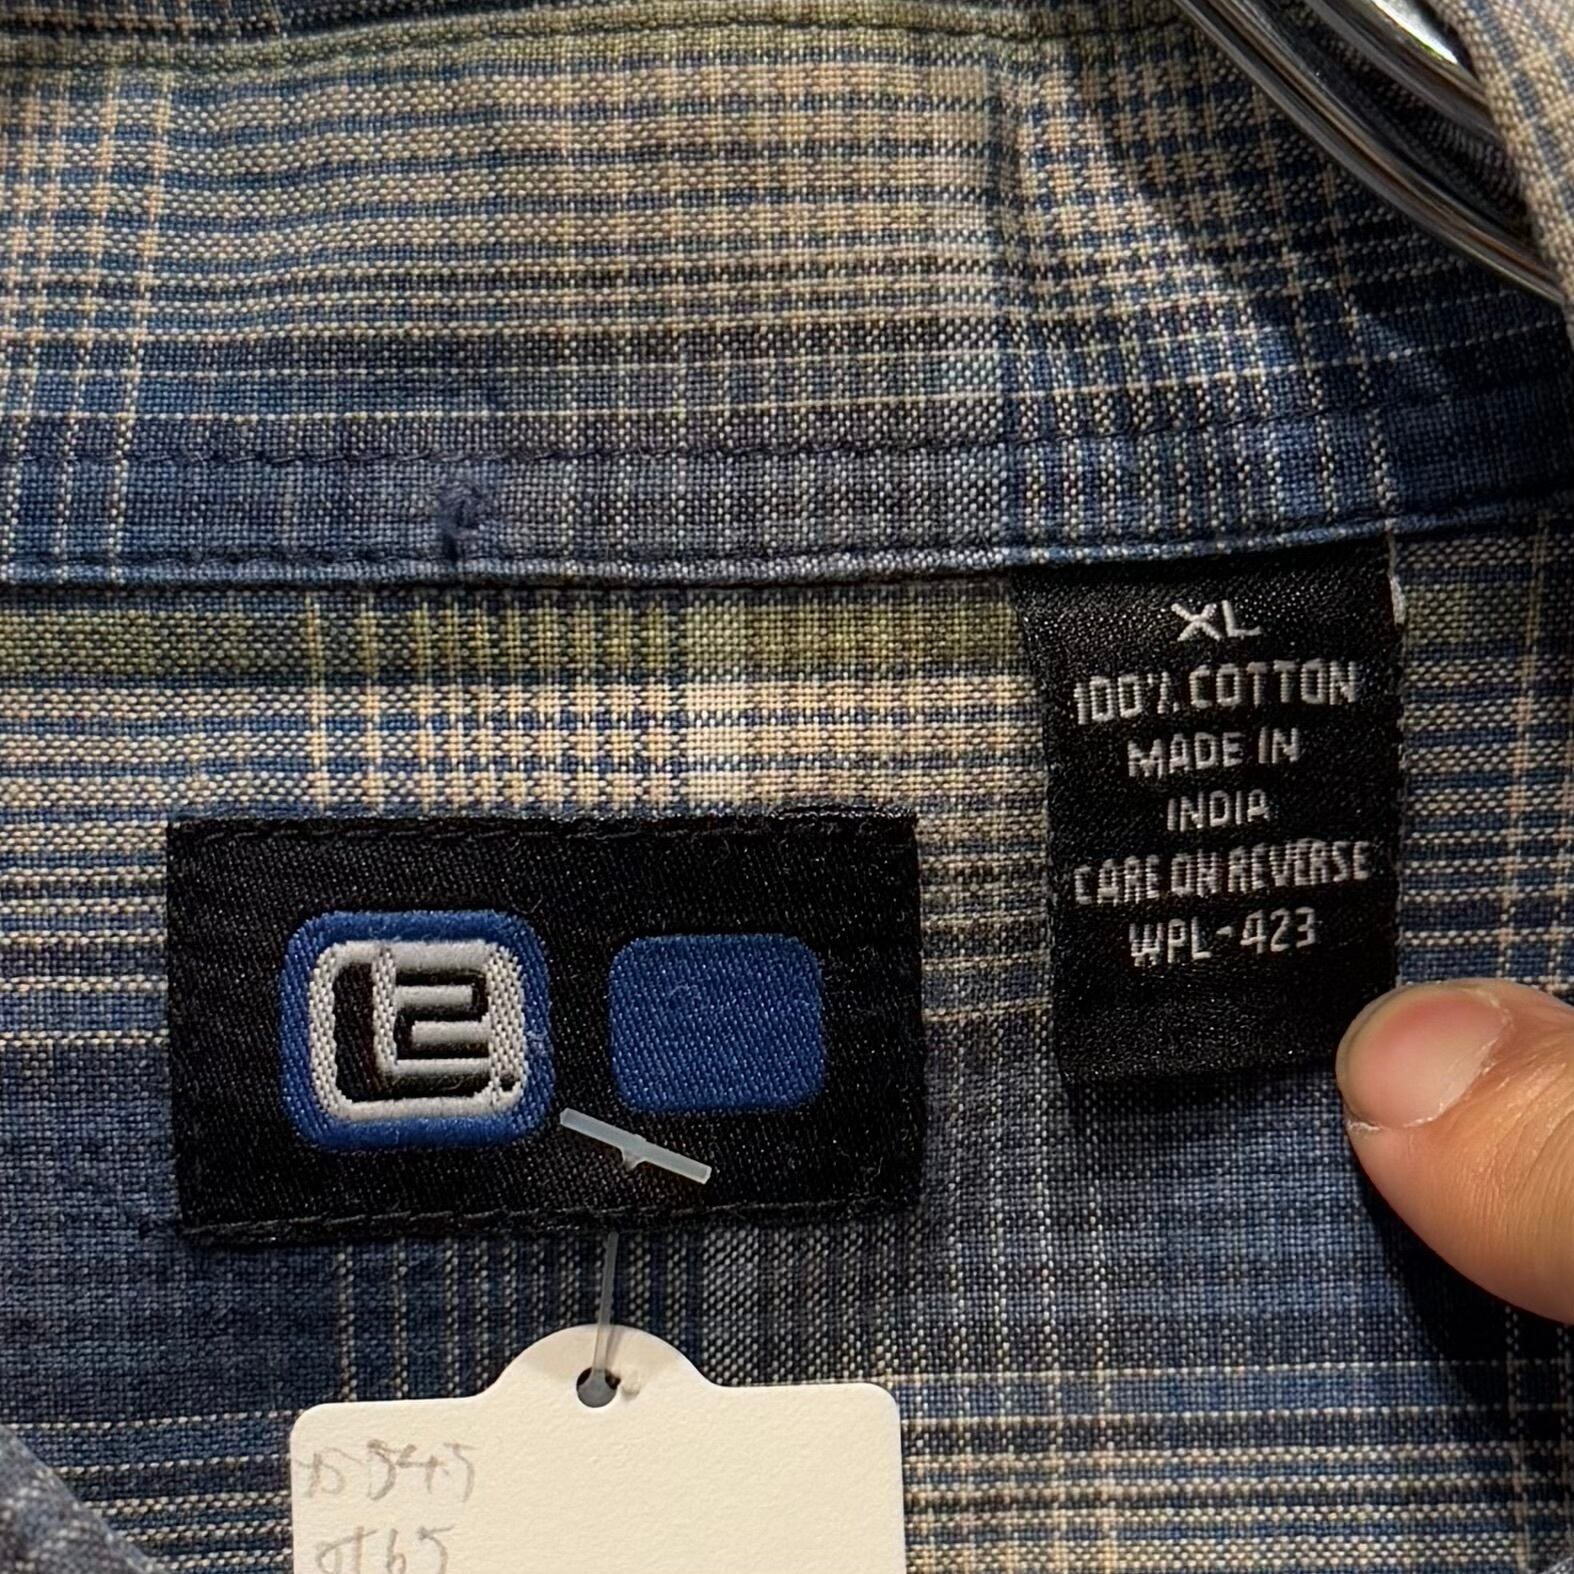 XL
100% COTTON
MADE IN
INDIA
CARE ON REVERSE
WPL-423